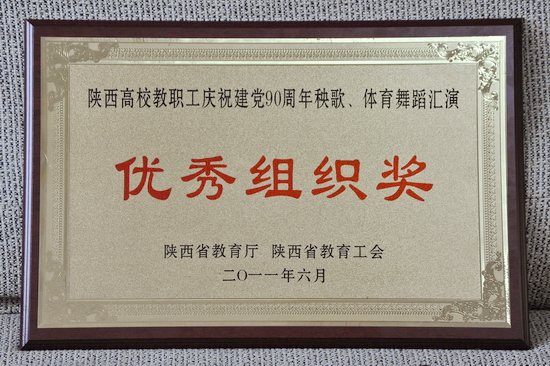 陕西高校教职工庆祝建党90周年秧歌、体育舞蹈汇演
优秀组织奖
陕西省教育厅 陕西省教育工会
二〇一一年六月